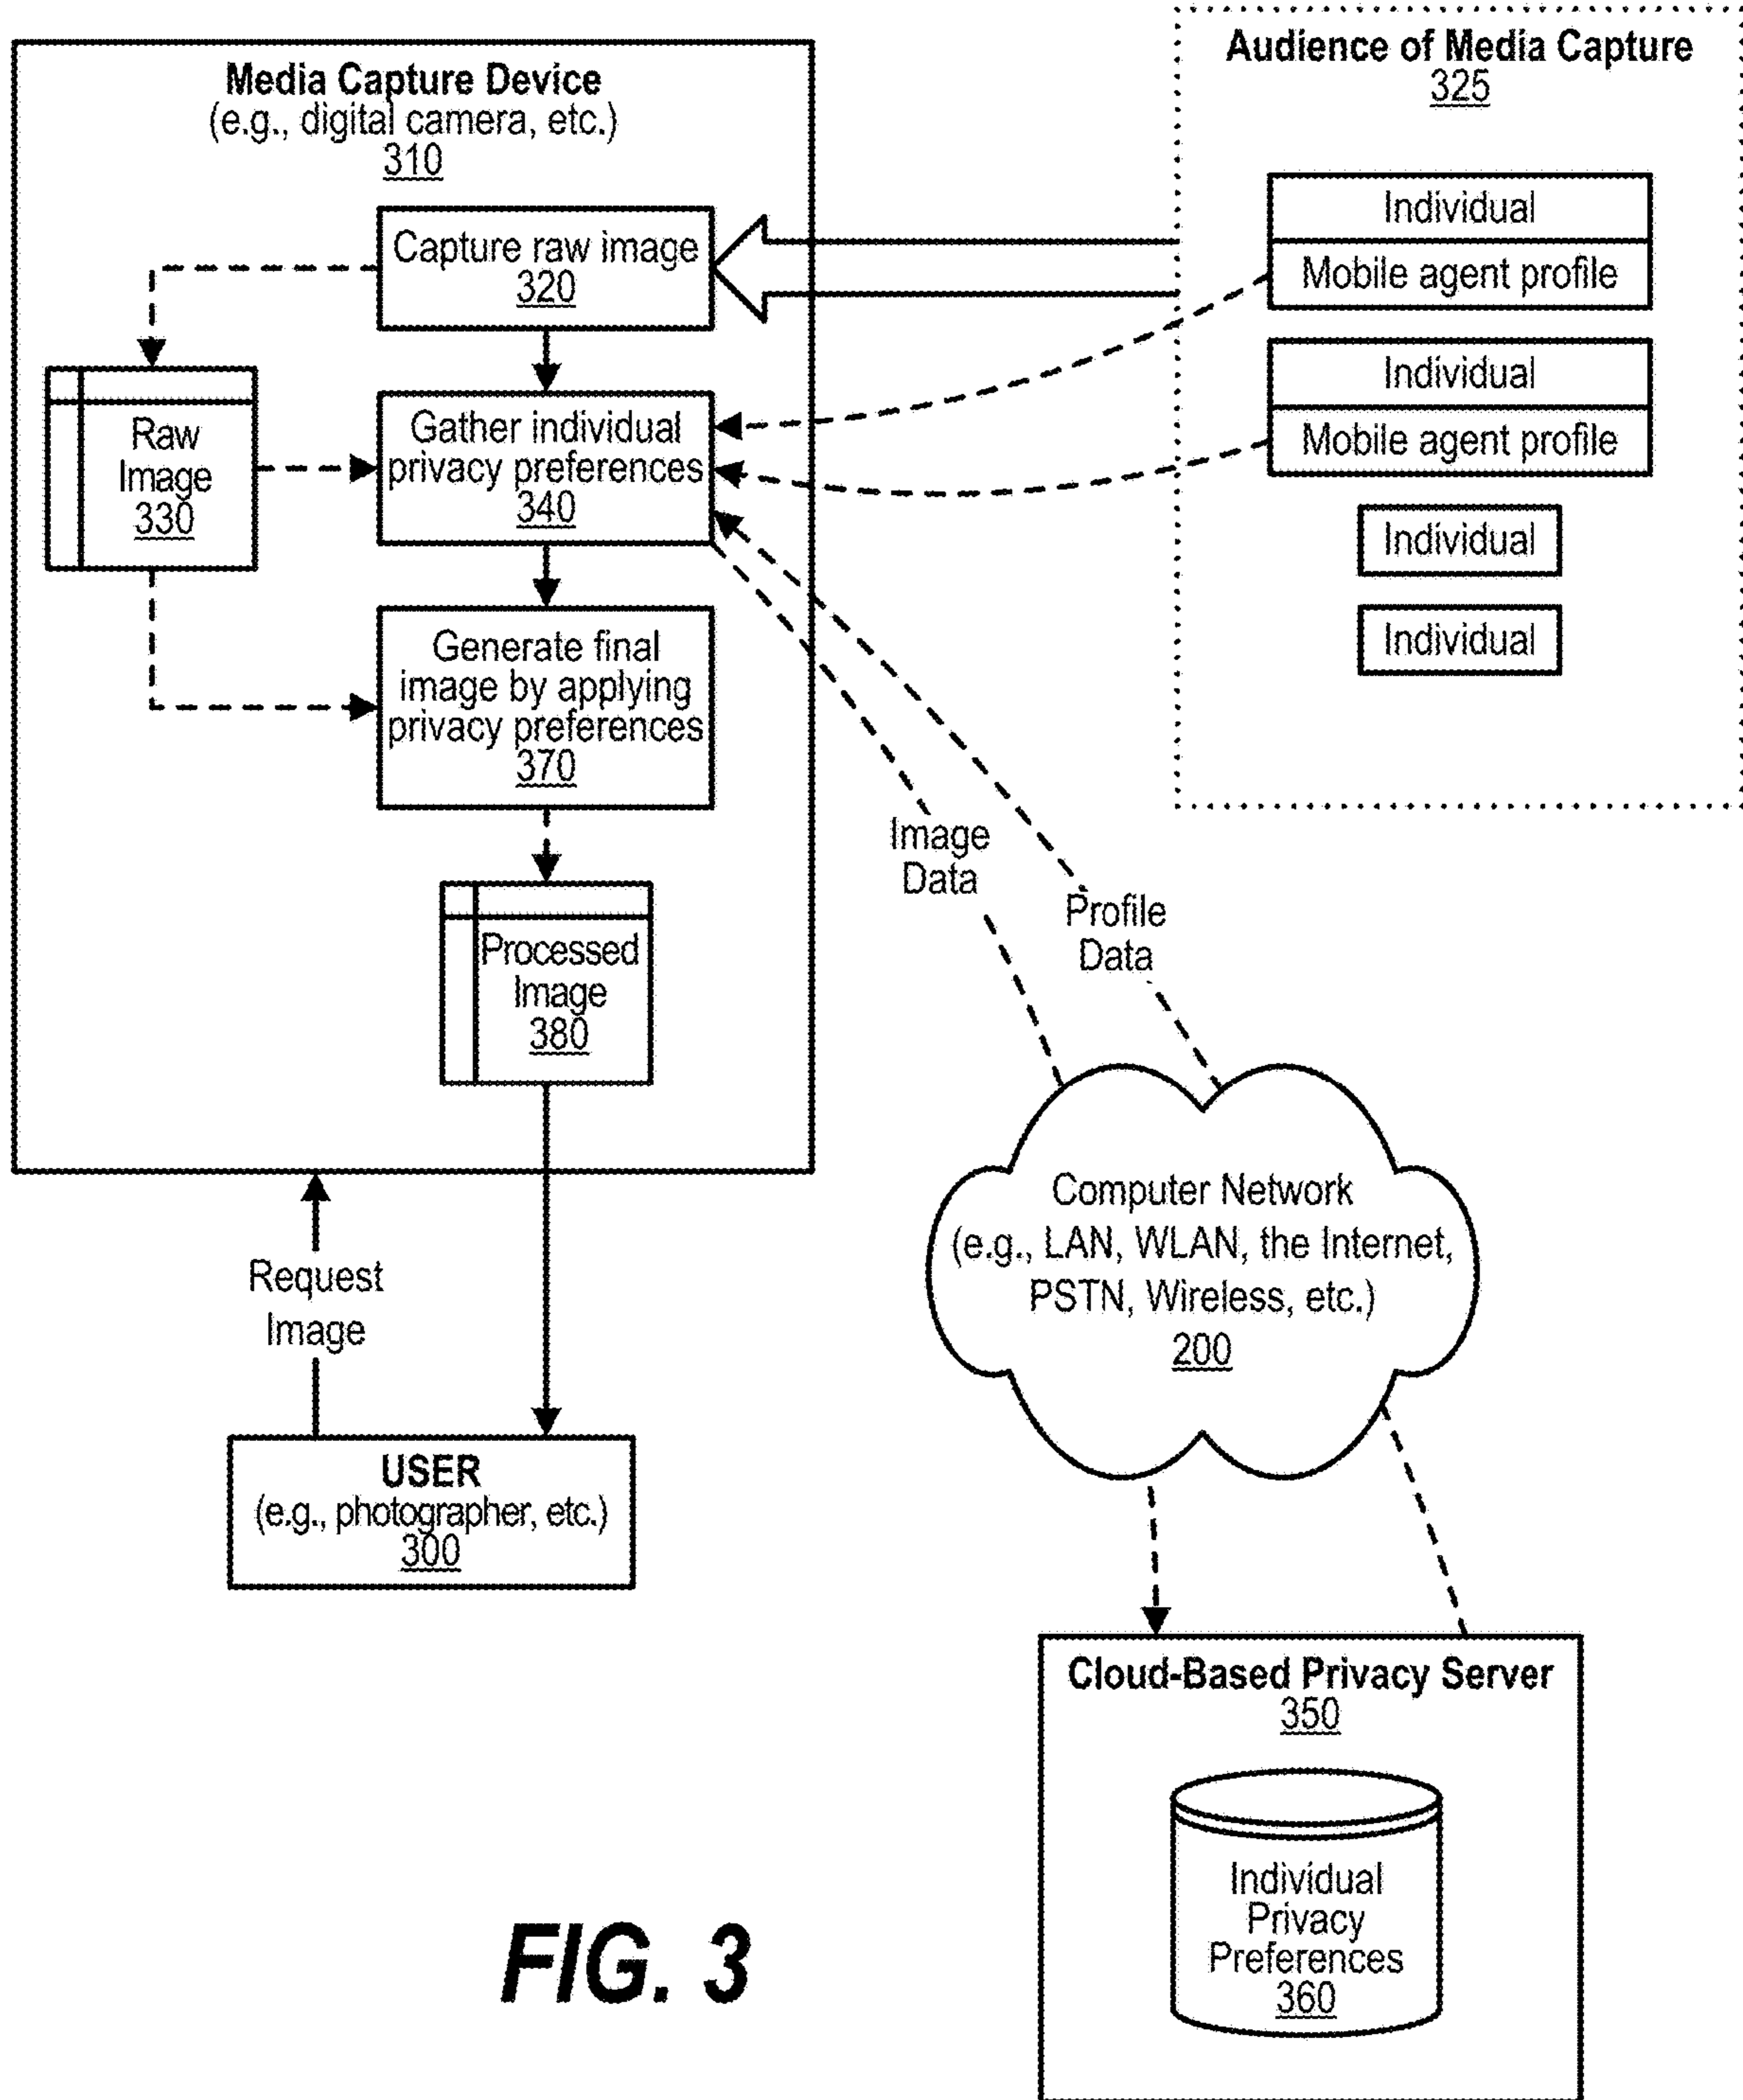 Media Capture Device
(e.g., digital camera, etc.)
310
Capture raw image
320
Raw
Image
330
Gather individual
privacy preferences
340
Generate final
image by applying
privacy preferences
370
Processed
Image
380
Request
Image
USER
(e.g., photographer, etc.)
300
Audience of Media Capture
325
Individual
Mobile agent profile
Individual
Mobile agent profile
Individual
Individual
Image
Data
Profile
Data
Computer Network
(e.g., LAN, WLAN, the Internet,
PSTN, Wireless, etc.)
200
Cloud-Based Privacy Server
350
Individual
Privacy
Preferences
360
FIG. 3